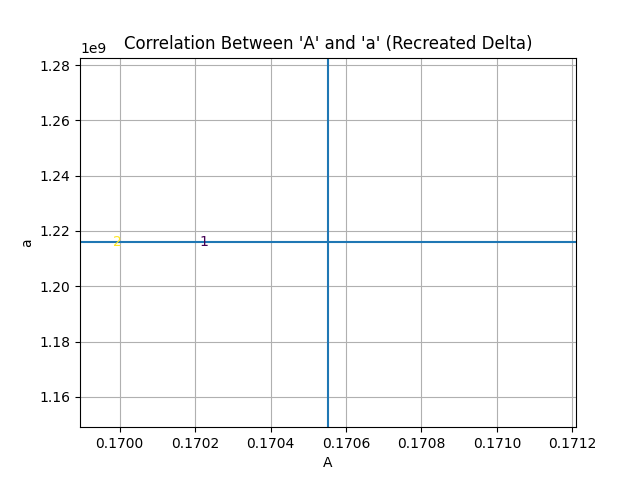 Correlation Between 'A' and 'a' (Recreated Delta)
1e9
1.28
1.26
1.24
1.22
1.20
1.18
1.16
a
2
1
0.1700 0.1702 0.1704 0.1706 0.1708 0.1710 0.1712
A